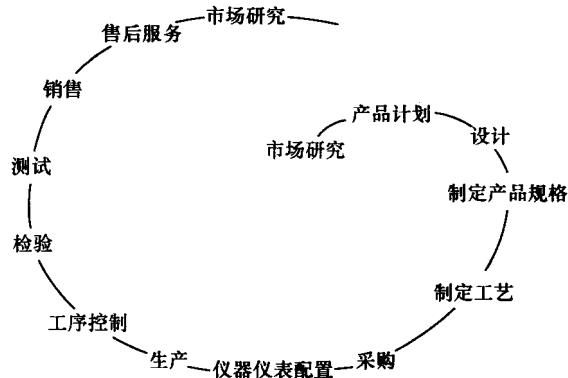 市场研究
产品计划
设计
制定产品规格
制定工艺
采购
仪器仪表配置
生产
工序控制
检验
测试
销售
售后服务
市场研究